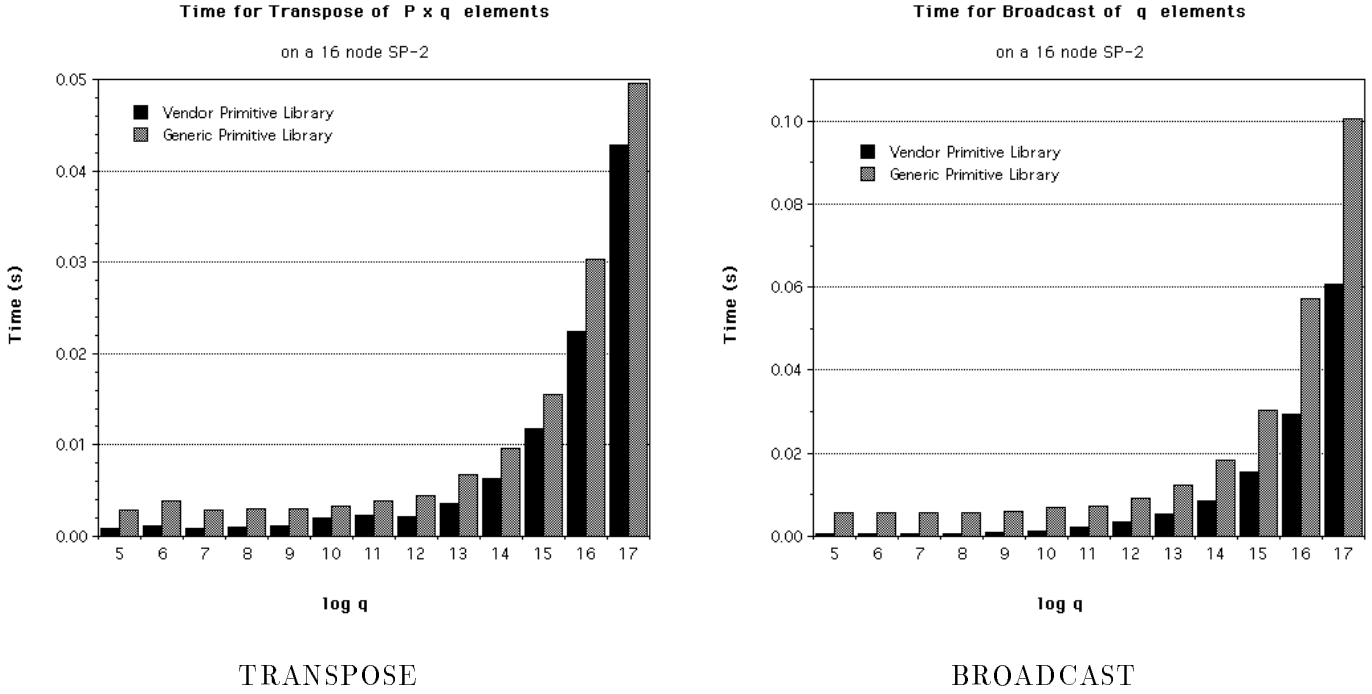 Time for Transpose of P x q elements
on a 16 node SP-2
Time (s)
0.05
0.04
0.03
0.02
0.01
0.00
Vendor Primitive Library
Generic Primitive Library
5 6 7 8 9 10 11 12 13 14 15 16 17
log q
TRANSPOSE
Time for Broadcast of q elements
on a 16 node SP-2
Time (s)
0.10
0.08
0.06
0.04
0.02
0.00
Vendor Primitive Library
Generic Primitive Library
5 6 7 8 9 10 11 12 13 14 15 16 17
log q
BROADCAST